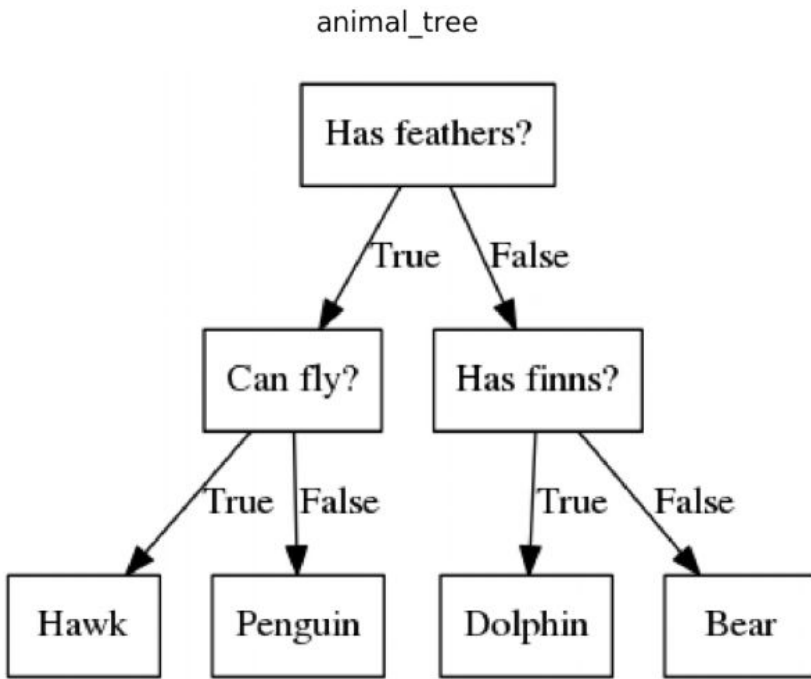 animal_tree
Has feathers?
True False
Can fly? Has finns?
True False True False
Hawk Penguin Dolphin Bear